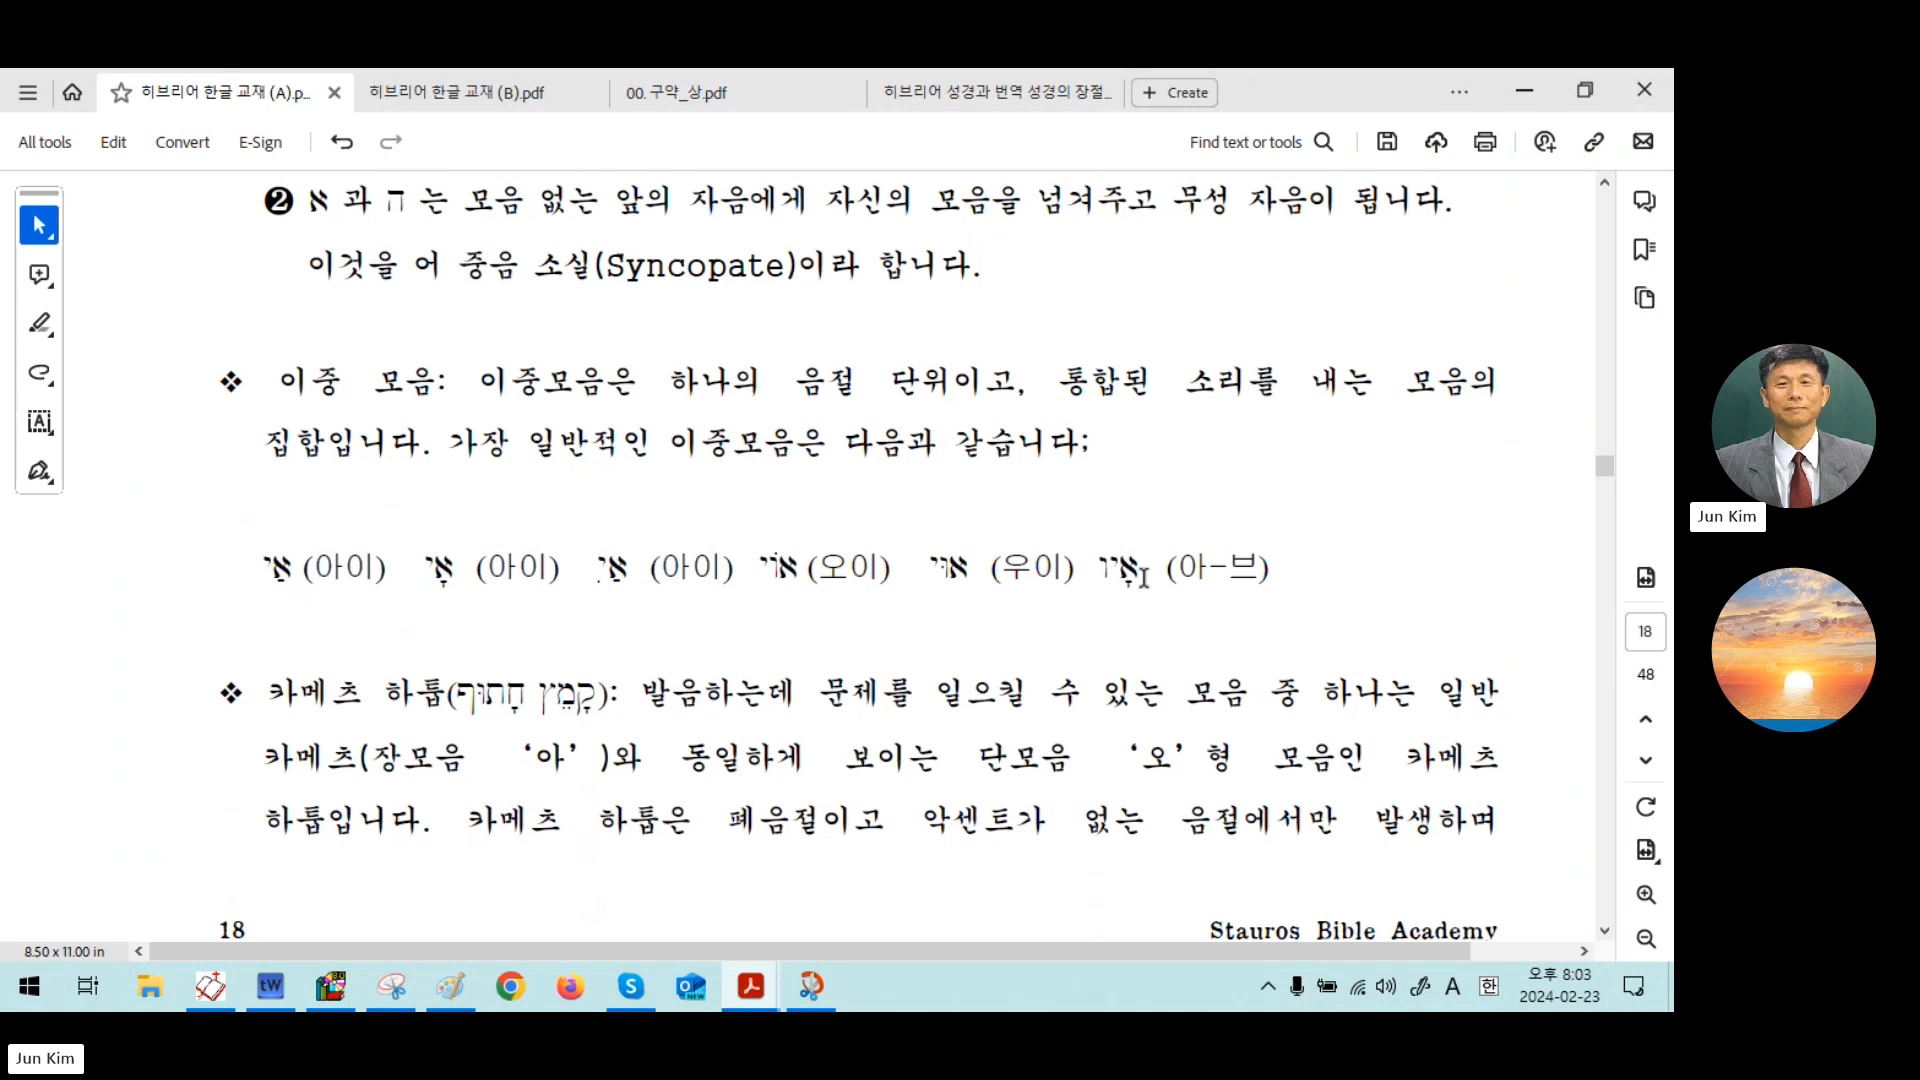 히브리어 한글 교재 (A).p...
히브리어 한글 교재 (B).pdf
00. 구약_상.pdf
히브리어 성경과 번역 성경의 장절...
+ Create
All tools
Edit
Convert
E-Sign
Find text or tools
❷ א 과 ה 는 모음 없는 앞의 자음에게 자신의 모음을 넘겨주고 무성 자음이 됩니다.
이것을 어 중음 소실(Syncopate)이라 합니다.
❖ 이중 모음: 이중모음은 하나의 음절 단위이고, 통합된 소리를 내는 모음의
집합입니다. 가장 일반적인 이중모음은 다음과 같습니다;
אַי (아이) אָי (아이) אַיִ (아이) אוֹי (오이) אוּי (우이) אָיו (아-브)
❖ 카메츠 하툽(קָמֵץ חָתוּף): 발음하는데 문제를 일으킬 수 있는 모음 중 하나는 일반
카메츠(장모음 ‘아’)와 동일하게 보이는 단모음 ‘오’형 모음인 카메츠
하툽입니다. 카메츠 하툽은 폐음절이고 악센트가 없는 음절에서만 발생하며
18
Stauros Bible Academy
18
48
8.50 x 11.00 in
A
한
오후 8:03
2024-02-23
Jun Kim
Jun Kim